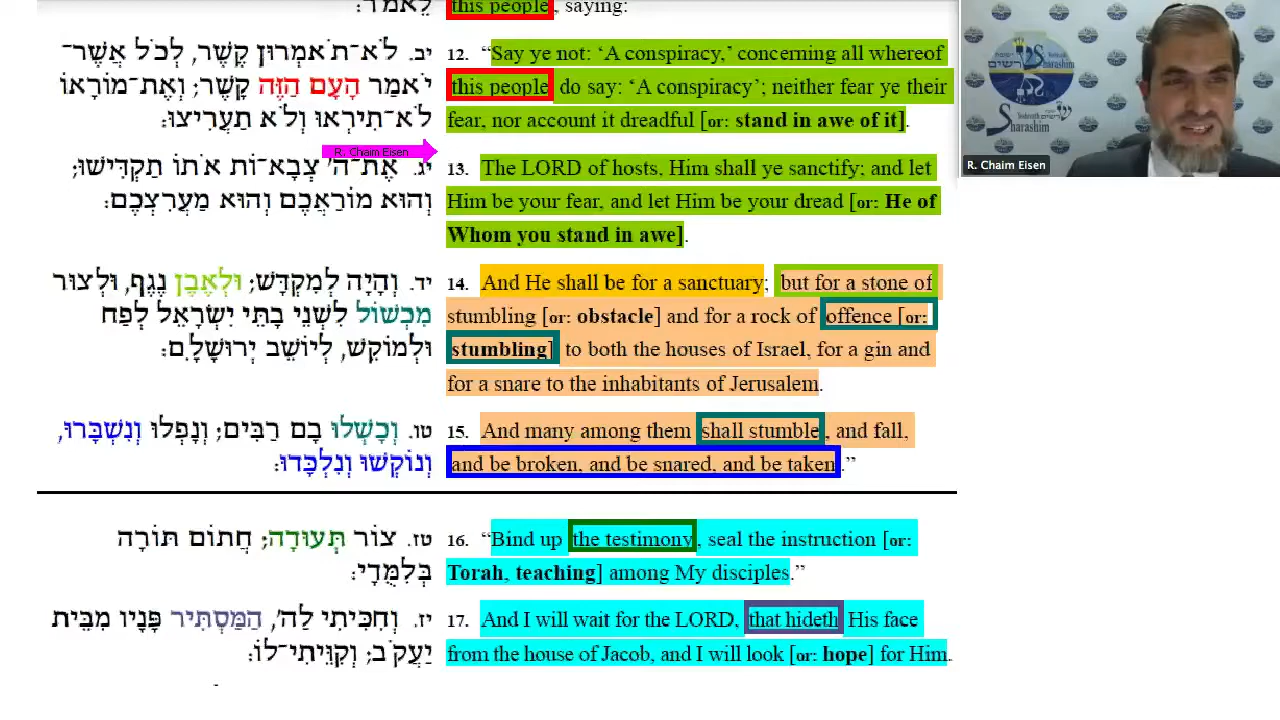 לֵאמֹר:
this people, saying:
יב. לֹא־תֹאמְרוּן קֶשֶׁר, לְכֹל אֲשֶׁר־
יֹאמַר הָעָם הַזֶּה קָשֶׁר; וְאֶת־מוֹרָאוֹ
לֹא־תִירְאוּ וְלֹא תַעֲרִיצוּ:
12. “Say ye not: ‘A conspiracy,’ concerning all whereof
this people do say: ‘A conspiracy’; neither fear ye their
fear, nor account it dreadful [or: stand in awe of it].
R. Chaim Eisen
יג. אֶת־ה' צְבָא־וֹת אֹתוֹ תַקְדִּישׁוּ;
וְהוּא מוֹרַאֲכֶם וְהוּא מַעֲרִצְכֶם:
13. The LORD of hosts, Him shall ye sanctify; and let
Him be your fear, and let Him be your dread [or: He of
Whom you stand in awe].
יד. וְהָיָה לְמִקְדָּשׁ; וּלְאֶבֶן נֶגֶף, וּלְצוּר
מִכְשׁוֹל לִשְׁנֵי בָתֵּי יִשְׂרָאֵל לְפַח
וּלְמוֹקֵשׁ, לְיוֹשֵׁב יְרוּשָׁלָ‍ִם:
14. And He shall be for a sanctuary; but for a stone of
stumbling [or: obstacle] and for a rock of offence [or:
stumbling] to both the houses of Israel, for a gin and
for a snare to the inhabitants of Jerusalem.
טו. וְכָשְׁלוּ בָם רַבִּים; וְנָפְלוּ וְנִשְׁבָּרוּ,
וְנוֹקְשׁוּ וְנִלְכָּדוּ:
15. And many among them shall stumble, and fall,
and be broken, and be snared, and be taken.”
טז. צוֹר תְּעוּדָה; חֲתוֹם תּוֹרָה
בְּלִמֻּדָי:
16. “Bind up the testimony, seal the instruction [or:
Torah, teaching] among My disciples.”
יז. וְחִכִּיתִי לַה', הַמַּסְתִּיר פָּנָיו מִבֵּית
יַעֲקֹב; וְקִוֵּיתִי־לוֹ:
17. And I will wait for the LORD, that hideth His face
from the house of Jacob, and I will look [or: hope] for Him.
Sharashim
שרשים
Sodenoth
Sharashim
R. Chaim Eisen